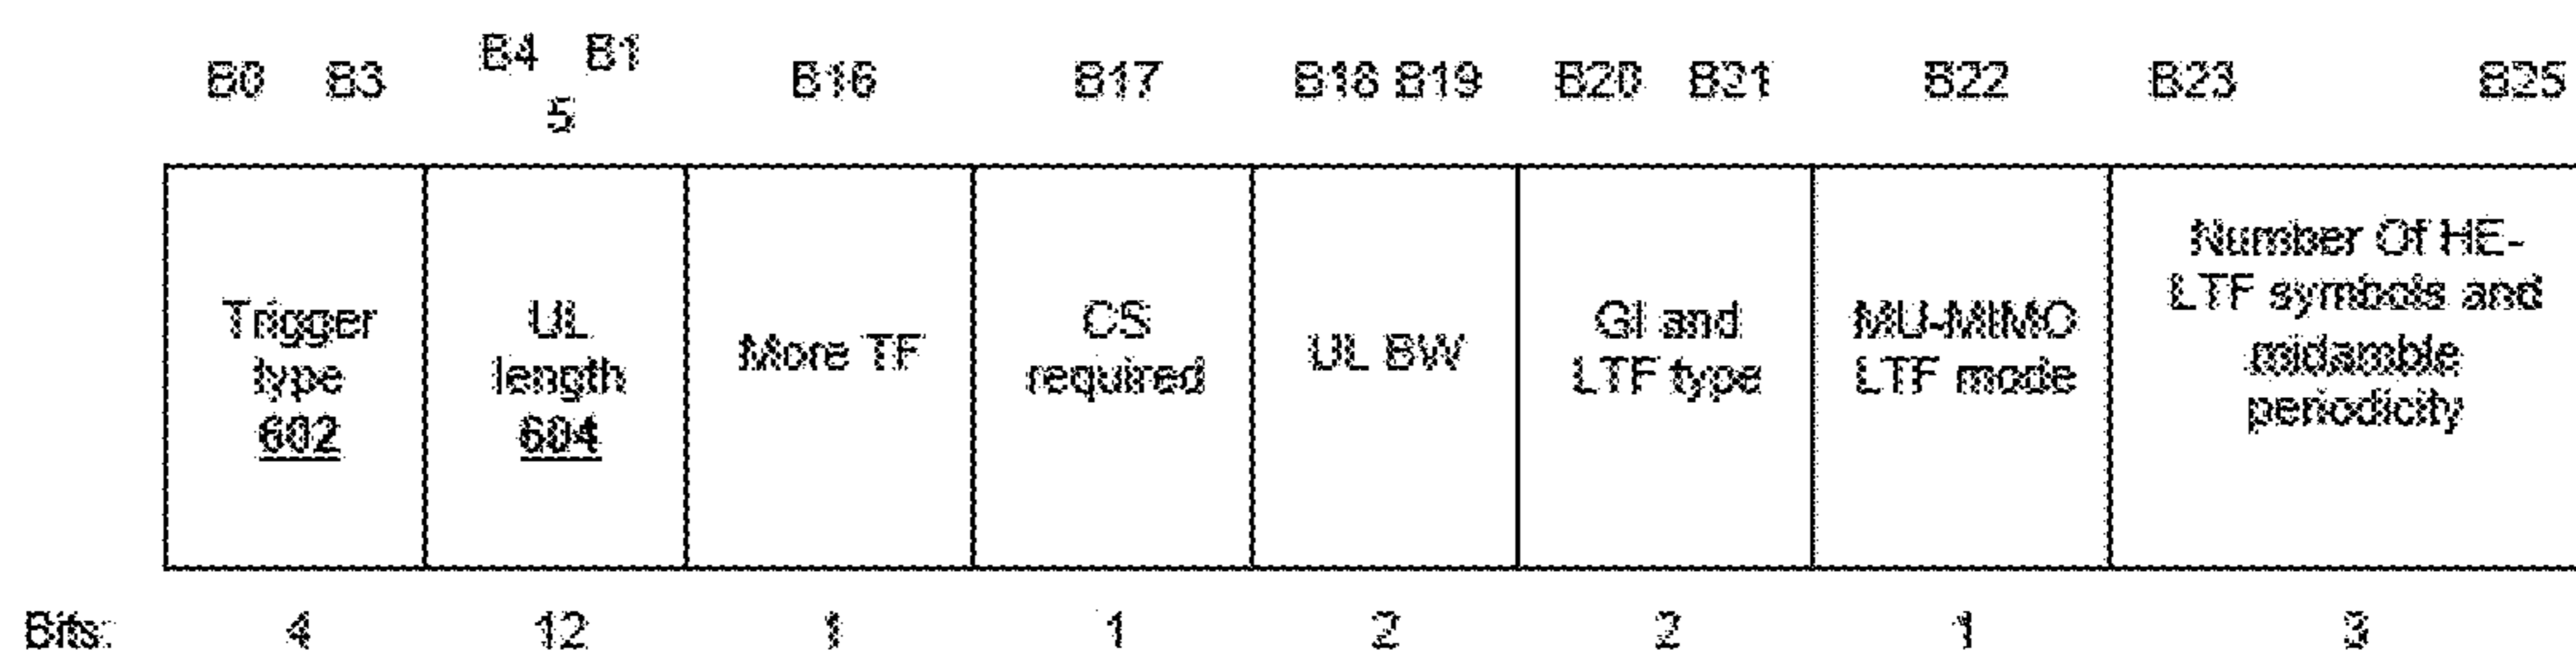 B0 B3 B4 B1 B16 B17 B18 B19 B20 B21 B22 B23 B25
5
Trigger
type
602
UL
length
604
More TF
CS
required
UL BW
GI and
LTF type
MU-MIMO
LTF mode
Number Of HE-
LTF symbols and
midamble
periodicity
Bits: 4 12 1 1 2 2 1 3